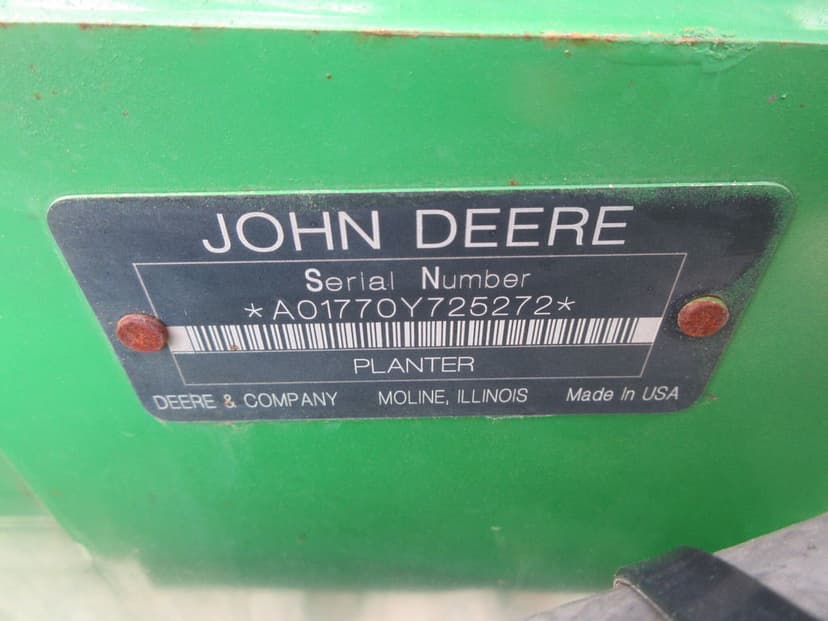 JOHN DEERE
Serial Number
*A01770Y725272*
PLANTER
DEERE & COMPANY MOLINE, ILLINOIS Made In USA